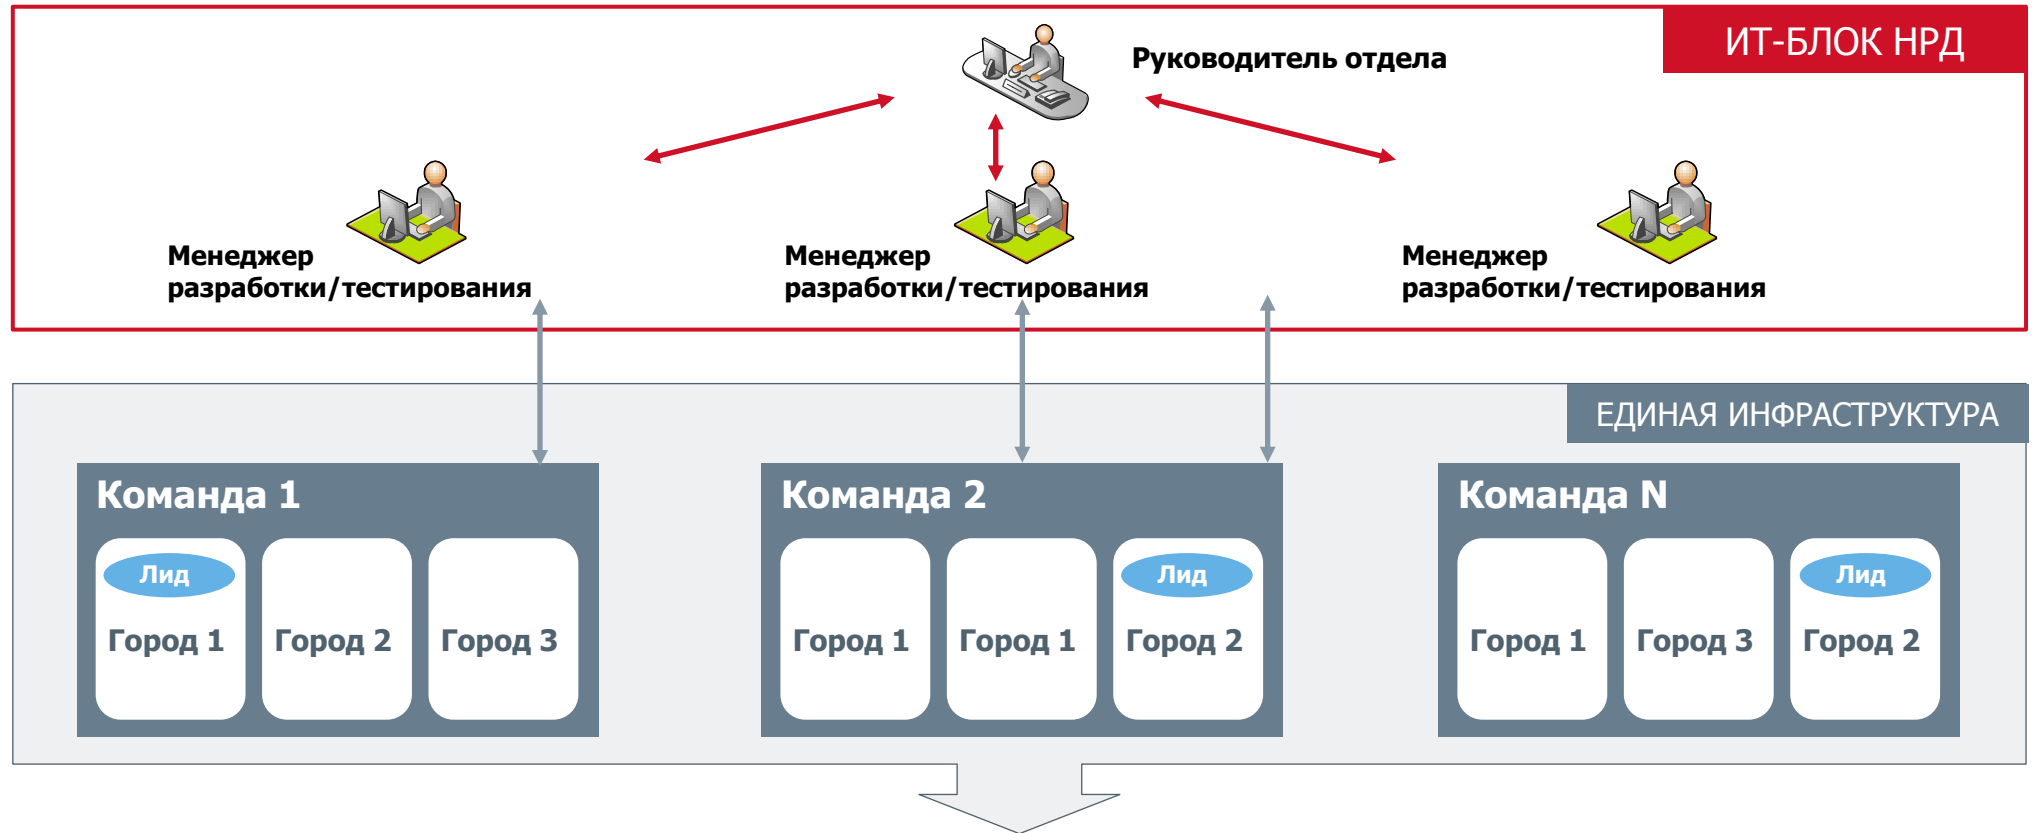 ИТ-БЛОК НРД
Руководитель отдела
Менеджер
разработки/тестирования
Менеджер
разработки/тестирования
Менеджер
разработки/тестирования
ЕДИНАЯ ИНФРАСТРУКТУРА
Команда 1
Лид
Город 1
Город 2
Город 3
Команда 2
Город 1
Город 1
Лид
Город 2
Команда N
Город 1
Город 3
Лид
Город 2